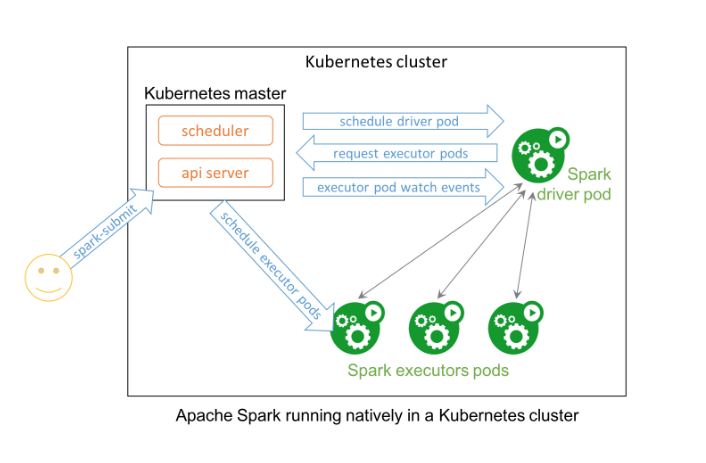 Kubernetes cluster
Kubernetes master
scheduler
api server
schedule driver pod
request executor pods
executor pod watch events
Spark
driver pod
spark-submit
schedule executor pods
Spark executors pods
Apache Spark running natively in a Kubernetes cluster